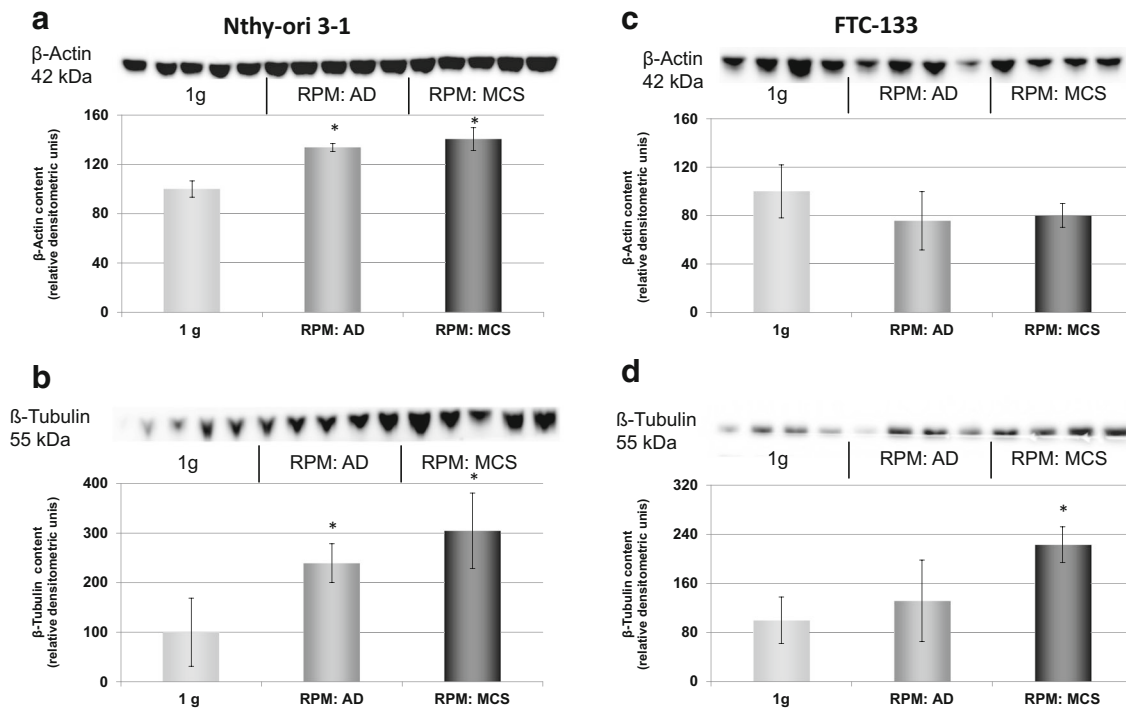 a
Nthy-ori 3-1
β-Actin
42 kDa
1g
RPM: AD
RPM: MCS
β-Actin content
(relative densitometric unis)
160
120
80
40
0
*
*
1 g
RPM: AD
RPM: MCS
b
ß-Tubulin
55 kDa
1g
RPM: AD
RPM: MCS
β-Tubulin content
(relative densitometric unis)
400
300
200
100
0
*
*
1 g
RPM: AD
RPM: MCS
c
FTC-133
β-Actin
42 kDa
1g
RPM: AD
RPM: MCS
β-Actin content
(relative densitometric unis)
160
120
80
40
0
1g
RPM: AD
RPM: MCS
d
ß-Tubulin
55 kDa
1g
RPM: AD
RPM: MCS
β-Tubulin content
(relative densitometric unis)
320
240
160
80
0
*
1 g
RPM: AD
RPM: MCS